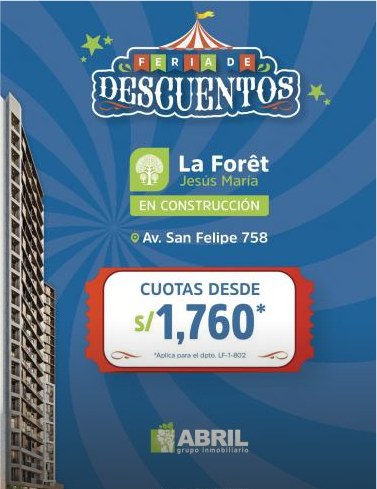 FERIA DE
DESCUENTOS
La Forêt
Jesús María
EN CONSTRUCCIÓN
Av. San Felipe 758
CUOTAS DESDE
S/1,760*
*Aplica para el dpto. LF-1-802
ABRIL
grupo inmobiliario